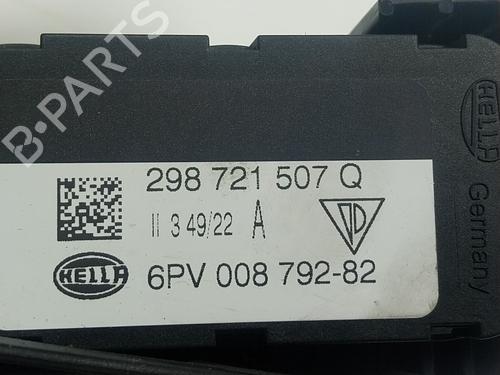 B-PARTS
298 721 507 Q
II 3 49/22 A
HELLA
6PV 008 792-82
HELLA
Germany